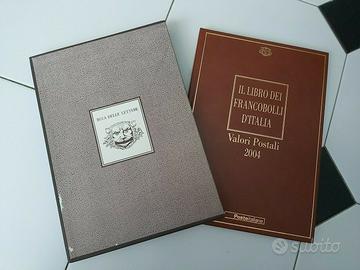 BUCA DELLE LETTERE
IL LIBRO DEI
FRANCOBOLLI
D'ITALIA
Valori Postali
2004
Posteitaliane
subito